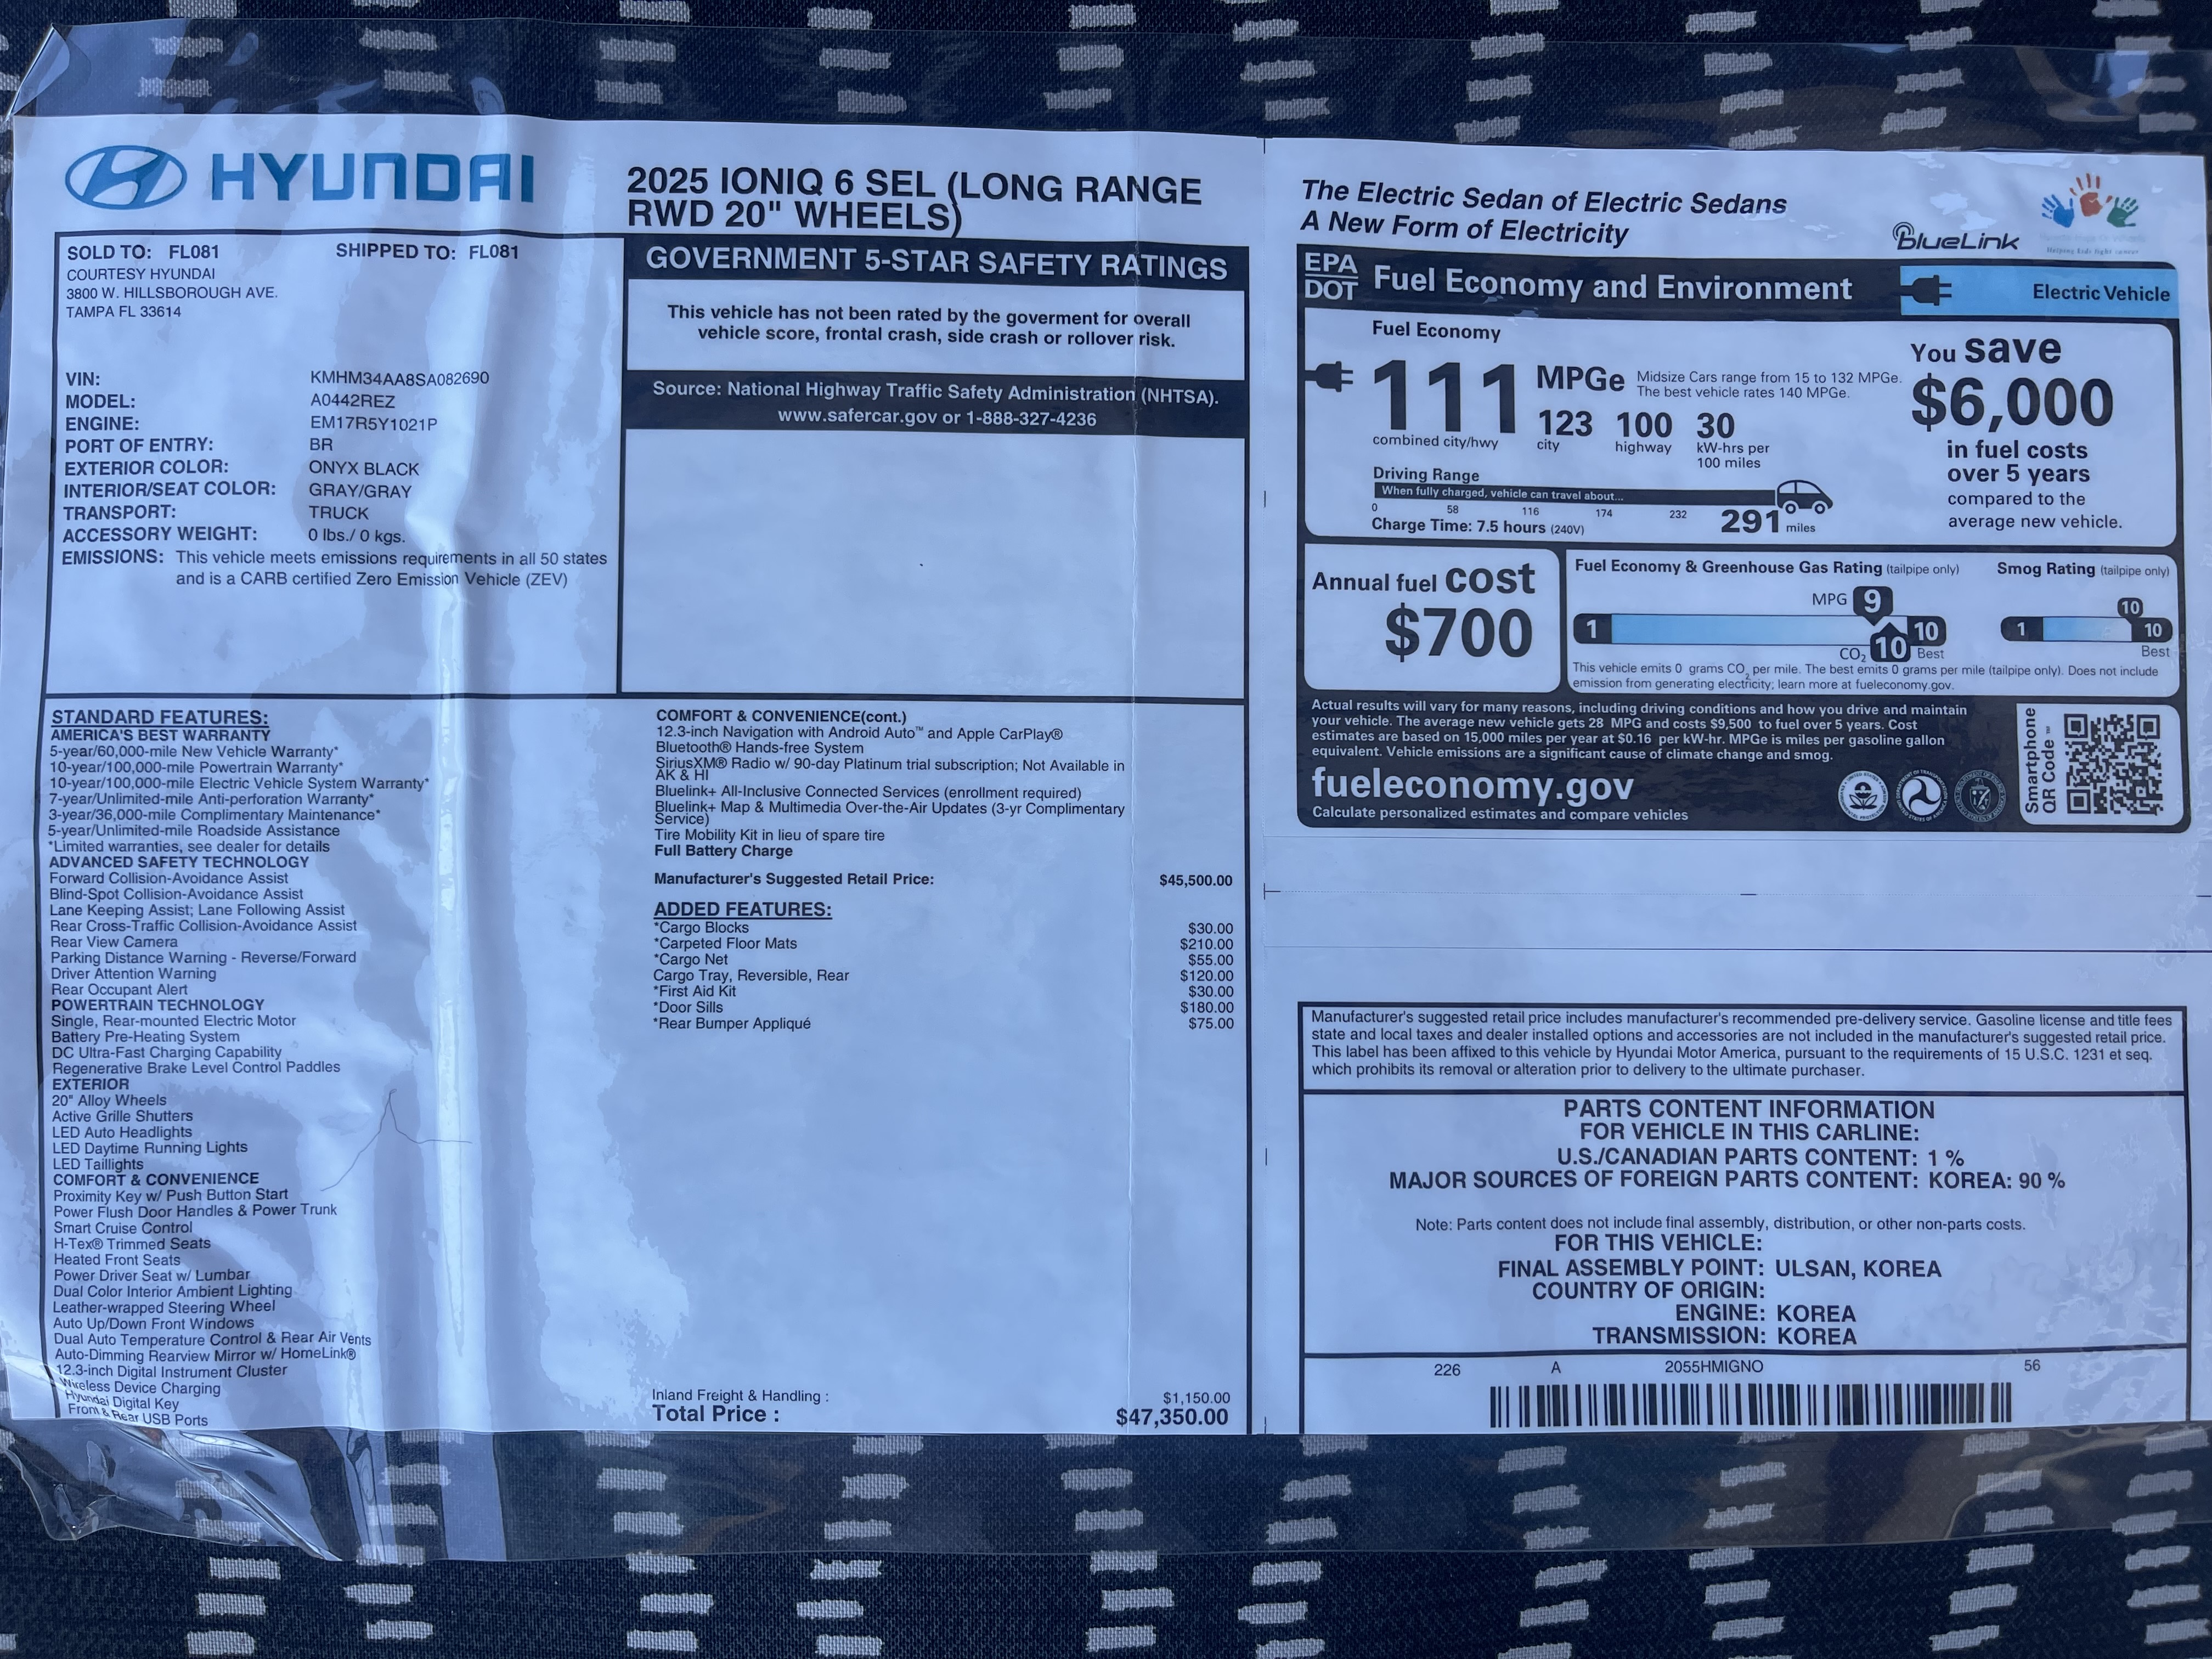 HYUNDAI
2025 IONIQ 6 SEL (LONG RANGE
RWD 20" WHEELS)
SOLD TO: FL081 SHIPPED TO: FL081
COURTESY HYUNDAI
3800 W. HILLSBOROUGH AVE.
TAMPA FL 33614
VIN: KMHM34AA8SA082690
MODEL: A0442REZ
ENGINE: EM17R5Y1021P
PORT OF ENTRY: BR
EXTERIOR COLOR: ONYX BLACK
INTERIOR/SEAT COLOR: GRAY/GRAY
TRANSPORT: TRUCK
ACCESSORY WEIGHT: 0 lbs./ 0 kgs.
EMISSIONS: This vehicle meets emissions requirements in all 50 states
and is a CARB certified Zero Emission Vehicle (ZEV)
GOVERNMENT 5-STAR SAFETY RATINGS
This vehicle has not been rated by the goverment for overall
vehicle score, frontal crash, side crash or rollover risk.
Source: National Highway Traffic Safety Administration (NHTSA).
www.safercar.gov or 1-888-327-4236
STANDARD FEATURES:
AMERICA'S BEST WARRANTY
5-year/60,000-mile New Vehicle Warranty*
10-year/100,000-mile Powertrain Warranty*
10-year/100,000-mile Electric Vehicle System Warranty*
7-year/Unlimited-mile Anti-perforation Warranty*
3-year/36,000-mile Complimentary Maintenance*
5-year/Unlimited-mile Roadside Assistance
*Limited warranties, see dealer for details
ADVANCED SAFETY TECHNOLOGY
Forward Collision-Avoidance Assist
Blind-Spot Collision-Avoidance Assist
Lane Keeping Assist; Lane Following Assist
Rear Cross-Traffic Collision-Avoidance Assist
Rear View Camera
Parking Distance Warning - Reverse/Forward
Driver Attention Warning
Rear Occupant Alert
POWERTRAIN TECHNOLOGY
Single, Rear-mounted Electric Motor
Battery Pre-Heating System
DC Ultra-Fast Charging Capability
Regenerative Brake Level Control Paddles
EXTERIOR
20" Alloy Wheels
Active Grille Shutters
LED Auto Headlights
LED Daytime Running Lights
LED Taillights
COMFORT & CONVENIENCE
Proximity Key w/ Push Button Start
Power Flush Door Handles & Power Trunk
Smart Cruise Control
H-Tex® Trimmed Seats
Heated Front Seats
Power Driver Seat w/ Lumbar
Dual Color Interior Ambient Lighting
Leather-wrapped Steering Wheel
Auto Up/Down Front Windows
Dual Auto Temperature Control & Rear Air Vents
Auto-Dimming Rearview Mirror w/ HomeLink®
12.3-inch Digital Instrument Cluster
Wireless Device Charging
Hyundai Digital Key
Front & Rear USB Ports
COMFORT & CONVENIENCE(cont.)
12.3-inch Navigation with Android Auto™ and Apple CarPlay®
Bluetooth® Hands-free System
SiriusXM® Radio w/ 90-day Platinum trial subscription; Not Available in
AK & HI
Bluelink+ All-Inclusive Connected Services (enrollment required)
Bluelink+ Map & Multimedia Over-the-Air Updates (3-yr Complimentary
Service)
Tire Mobility Kit in lieu of spare tire
Full Battery Charge
Manufacturer's Suggested Retail Price: $45,500.00
ADDED FEATURES:
*Cargo Blocks $30.00
*Carpeted Floor Mats $210.00
*Cargo Net $55.00
Cargo Tray, Reversible, Rear $120.00
*First Aid Kit $30.00
*Door Sills $180.00
*Rear Bumper Appliqué $75.00
Inland Freight & Handling : $1,150.00
Total Price : $47,350.00
The Electric Sedan of Electric Sedans
A New Form of Electricity
BlueLink
Helping kids fight cancer
EPA
DOT
Fuel Economy and Environment
Electric Vehicle
Fuel Economy
111 MPGe
Midsize Cars range from 15 to 132 MPGe.
The best vehicle rates 140 MPGe.
123 100 30
combined city/hwy city highway kW-hrs per
100 miles
Driving Range
When fully charged, vehicle can travel about...
0 58 116 174 232 291 miles
Charge Time: 7.5 hours (240V)
You save
$6,000
in fuel costs
over 5 years
compared to the
average new vehicle.
Annual fuel cost
$700
Fuel Economy & Greenhouse Gas Rating (tailpipe only)
MPG 9
1 10
CO2 10 Best
Smog Rating (tailpipe only)
10
1 10
Best
This vehicle emits 0 grams CO2 per mile. The best emits 0 grams per mile (tailpipe only). Does not include
emission from generating electricity; learn more at fueleconomy.gov.
Actual results will vary for many reasons, including driving conditions and how you drive and maintain
your vehicle. The average new vehicle gets 28 MPG and costs $9,500 to fuel over 5 years. Cost
estimates are based on 15,000 miles per year at $0.16 per kW-hr. MPGe is miles per gasoline gallon
equivalent. Vehicle emissions are a significant cause of climate change and smog.
fueleconomy.gov
Calculate personalized estimates and compare vehicles
Smartphone
QR Code ™
Manufacturer's suggested retail price includes manufacturer's recommended pre-delivery service. Gasoline license and title fees
state and local taxes and dealer installed options and accessories are not included in the manufacturer's suggested retail price.
This label has been affixed to this vehicle by Hyundai Motor America, pursuant to the requirements of 15 U.S.C. 1231 et seq.
which prohibits its removal or alteration prior to delivery to the ultimate purchaser.
PARTS CONTENT INFORMATION
FOR VEHICLE IN THIS CARLINE:
U.S./CANADIAN PARTS CONTENT: 1 %
MAJOR SOURCES OF FOREIGN PARTS CONTENT: KOREA: 90 %
Note: Parts content does not include final assembly, distribution, or other non-parts costs.
FOR THIS VEHICLE:
FINAL ASSEMBLY POINT: ULSAN, KOREA
COUNTRY OF ORIGIN:
ENGINE: KOREA
TRANSMISSION: KOREA
226 A 2055HMIGNO 56